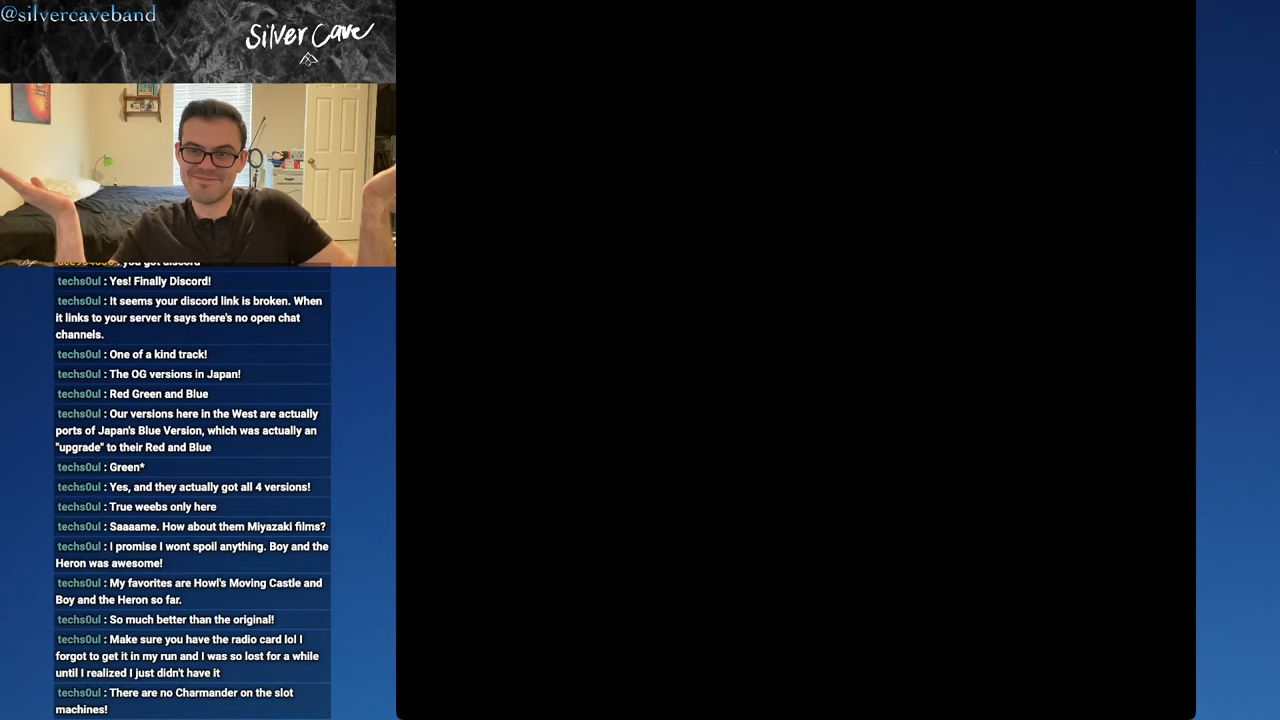 @silvercaveband
Silver Cave
you got discord
techs0ul : Yes! Finally Discord!
techs0ul : It seems your discord link is broken. When
it links to your server it says there's no open chat
channels.
techs0ul : One of a kind track!
techs0ul : The OG versions in Japan!
techs0ul : Red Green and Blue
techs0ul : Our versions here in the West are actually
ports of Japan's Blue Version, which was actually an
"upgrade" to their Red and Blue
techs0ul : Green*
techs0ul : Yes, and they actually got all 4 versions!
techs0ul : True weebs only here
techs0ul : Saaaame. How about them Miyazaki films?
techs0ul : I promise I wont spoil anything. Boy and the
Heron was awesome!
techs0ul : My favorites are Howl's Moving Castle and
Boy and the Heron so far.
techs0ul : So much better than the original!
techs0ul : Make sure you have the radio card lol I
forgot to get it in my run and I was so lost for a while
until I realized I just didn't have it
techs0ul : There are no Charmander on the slot
machines!